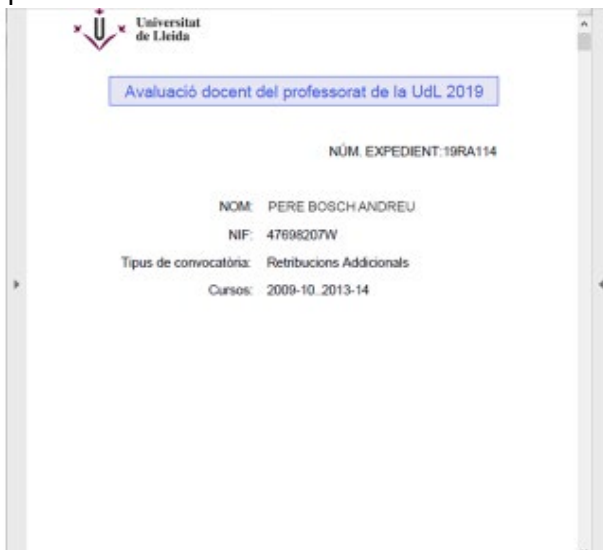 Universitat
de Lleida
Avaluació docent del professorat de la UdL 2019
NÚM. EXPEDIENT:19RA114
NOM: PERE BOSCH ANDREU
NIF: 47698207W
Tipus de convocatòria: Retribucions Addicionals
Cursos: 2009-10..2013-14